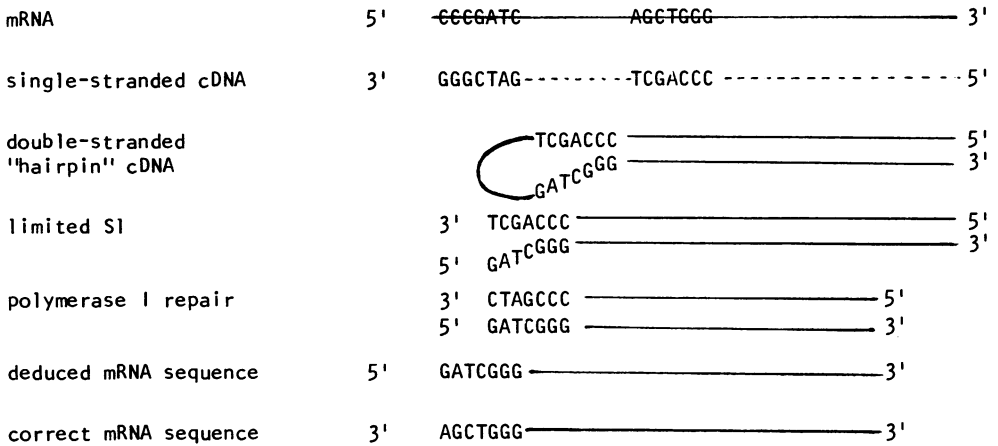 mRNA 5' CCCGATC AGCTGGG 3'
single-stranded cDNA 3' GGGCTAG---------TCGACCC --------------------5'
double-stranded TCGACCC 5'
"hairpin" cDNA GATCGGG 3'
limited Sl 3' TCGACCC 5'
5' GATCGGG 3'
polymerase I repair 3' CTAGCCC 5'
5' GATCGGG 3'
deduced mRNA sequence 5' GATCGGG 3'
correct mRNA sequence 3' AGCTGGG 3'